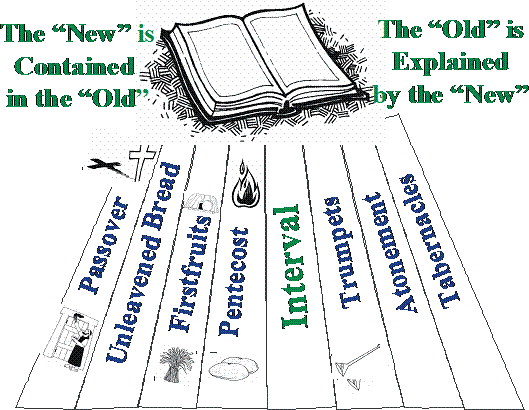 The “New” is
Contained
in the “Old”
The “Old” is
Explained
by the “New”
Passover
Unleavened Bread
Firstfruits
Pentecost
Interval
Trumpets
Atonement
Tabernacles